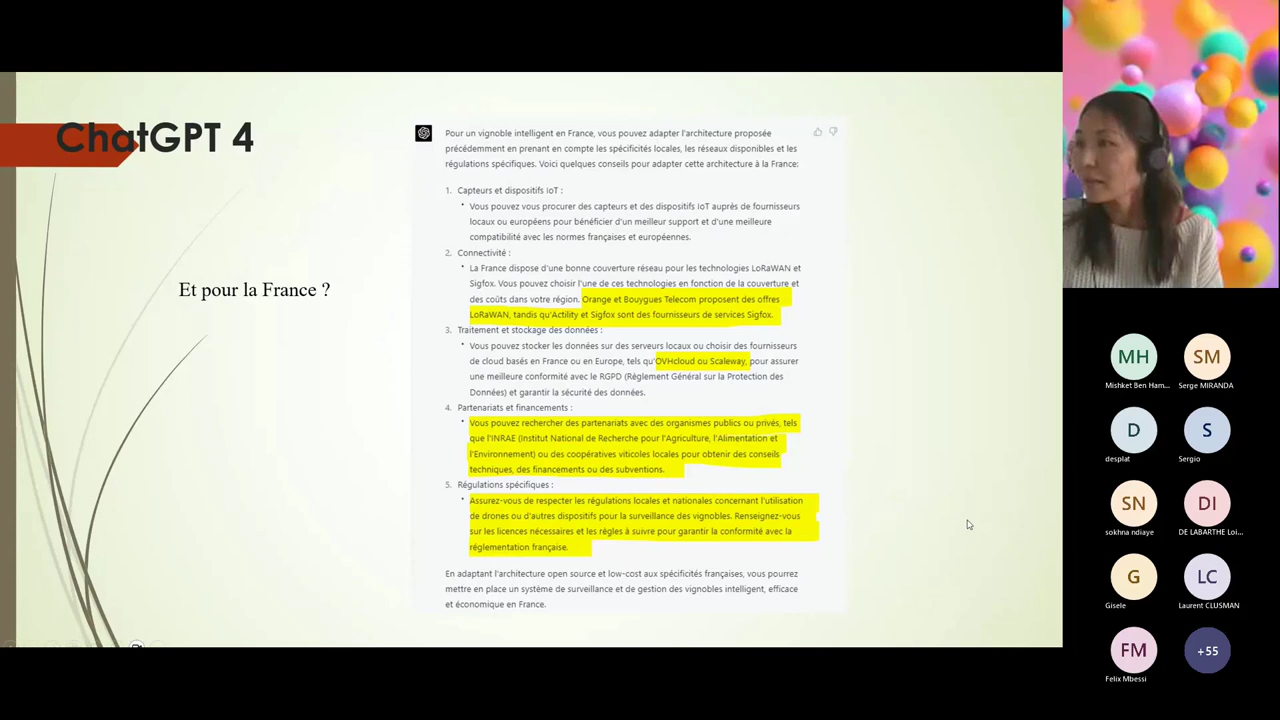 ChatGPT 4
Et pour la France ?
Pour un vignoble intelligent en France, vous pouvez adapter l'architecture proposée
précédemment en prenant en compte les spécificités locales, les réseaux disponibles et les
régulations spécifiques. Voici quelques conseils pour adapter cette architecture à la France:
1. Capteurs et dispositifs IoT :
• Vous pouvez vous procurer des capteurs et des dispositifs IoT auprès de fournisseurs
locaux ou européens pour bénéficier d'un meilleur support et d'une meilleure
compatibilité avec les normes françaises et européennes.
2. Connectivité :
• La France dispose d'une bonne couverture réseau pour les technologies LoRaWAN et
Sigfox. Vous pouvez choisir l'une de ces technologies en fonction de la couverture et
des coûts dans votre région. Orange et Bouygues Telecom proposent des offres
LoRaWAN, tandis qu'Actility et Sigfox sont des fournisseurs de services Sigfox.
3. Traitement et stockage des données :
• Vous pouvez stocker les données sur des serveurs locaux ou choisir des fournisseurs
de cloud basés en France ou en Europe, tels qu'OVHcloud ou Scaleway, pour assurer
une meilleure conformité avec le RGPD (Règlement Général sur la Protection des
Données) et garantir la sécurité des données.
4. Partenariats et financements :
• Vous pouvez rechercher des partenariats avec des organismes publics ou privés, tels
que l'INRAE (Institut National de Recherche pour l'Agriculture, l'Alimentation et
l'Environnement) ou des coopératives viticoles locales pour obtenir des conseils
techniques, des financements ou des subventions.
5. Régulations spécifiques :
• Assurez-vous de respecter les régulations locales et nationales concernant l'utilisation
de drones ou d'autres dispositifs pour la surveillance des vignobles. Renseignez-vous
sur les licences nécessaires et les règles à suivre pour garantir la conformité avec la
réglementation française.
En adaptant l'architecture open source et low-cost aux spécificités françaises, vous pourrez
mettre en place un système de surveillance et de gestion des vignobles intelligent, efficace
et économique en France.
MH
SM
Mishket Ben Ham...
Serge MIRANDA
D
S
desplat
Sergio
SN
DI
sokhna ndiaye
DE LABARTHE Loi...
G
LC
Gisele
Laurent CLUSMAN
FM
+55
Felix Mbessi